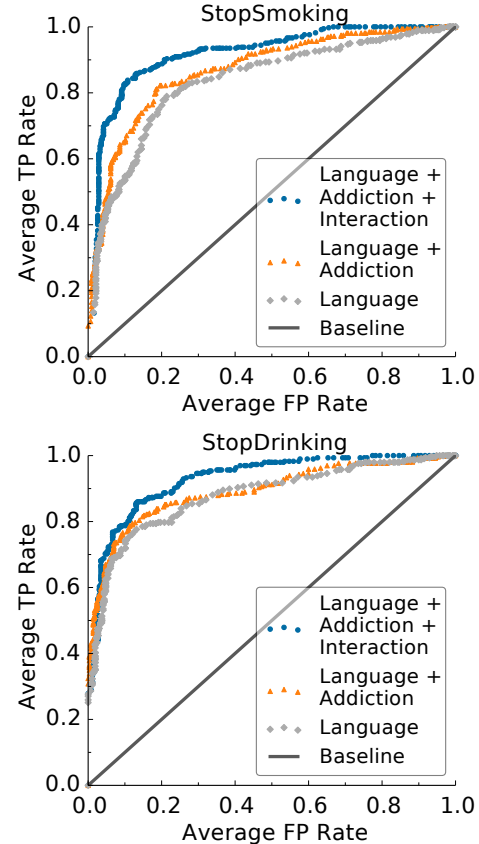 StopSmoking
1.0
0.8
0.6
0.4
0.2
0.0
Average TP Rate
Language +
Addiction +
Interaction
Language +
Addiction
Language
Baseline
0.0 0.2 0.4 0.6 0.8 1.0
Average FP Rate
StopDrinking
1.0
0.8
0.6
0.4
0.2
0.0
Average TP Rate
Language +
Addiction +
Interaction
Language +
Addiction
Language
Baseline
0.0 0.2 0.4 0.6 0.8 1.0
Average FP Rate